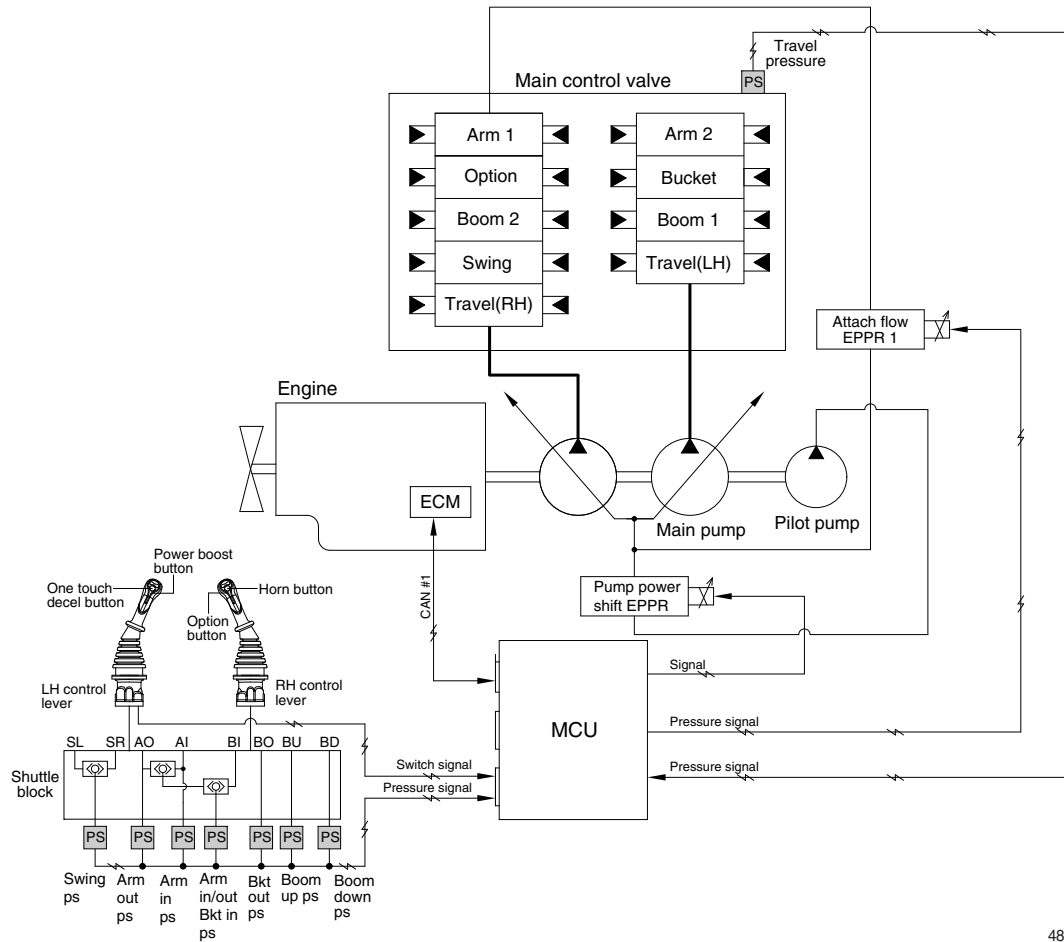 Travel
pressure
PS
Main control valve
Arm 1
Arm 2
Option
Bucket
Boom 2
Boom 1
Swing
Travel(LH)
Travel(RH)
Attach flow
EPPR 1
Engine
ECM
Main pump
Pilot pump
CAN #1
Pump power
shift EPPR
Power boost
button
One touch
decel button
Horn button
Option
button
LH control
lever
RH control
lever
Signal
MCU
Pressure signal
Switch signal
Pressure signal
Pressure signal
SL SR AO AI BI BO BU BD
Shuttle
block
PS PS PS PS PS PS PS
Swing
ps
Arm
out
ps
Arm
in
ps
Arm
in/out
Bkt in
ps
Bkt
out
ps
Boom
up ps
Boom
down
ps
48